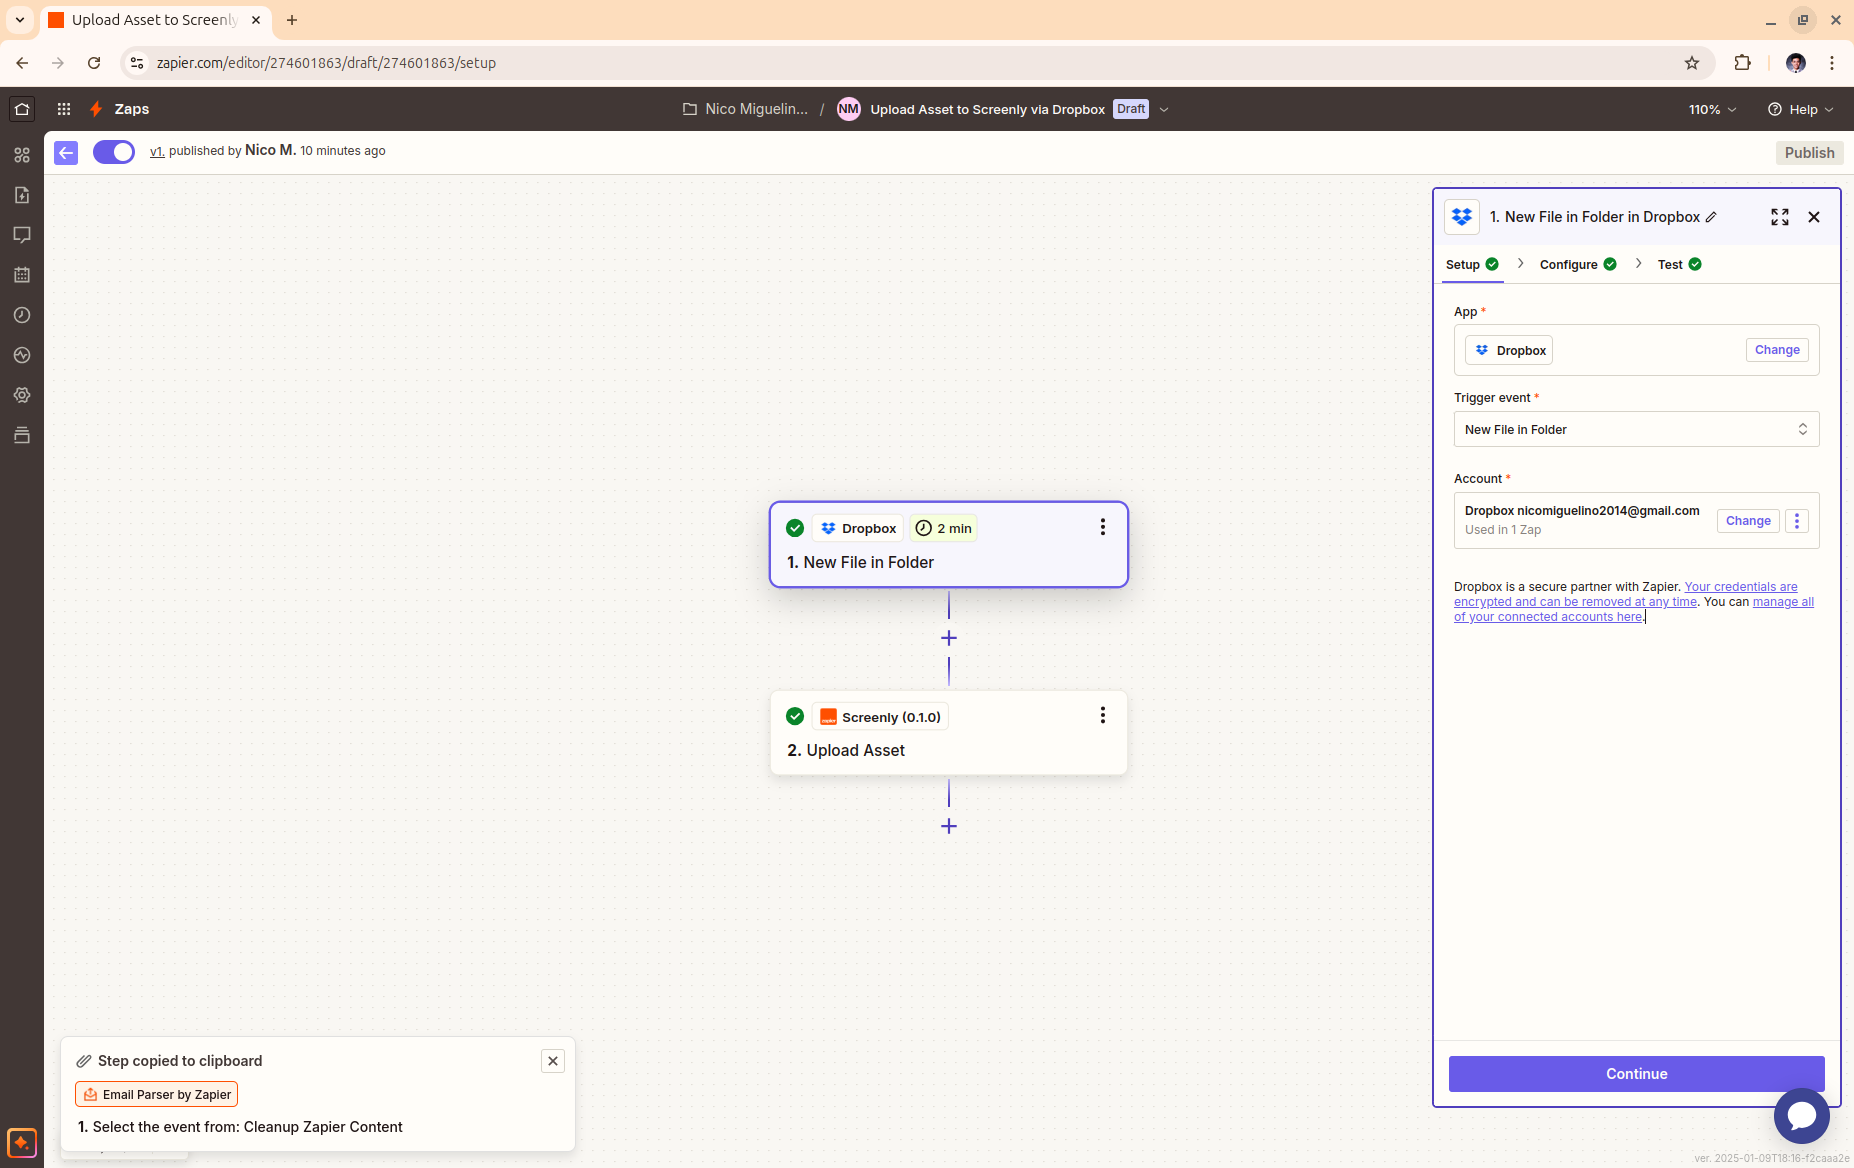 Upload Asset to Screenly
zapier.com/editor/274601863/draft/274601863/setup
Zaps
Nico Miguelin... / NM Upload Asset to Screenly via Dropbox Draft
110%
Help
v1. published by Nico M. 10 minutes ago
Publish
1. New File in Folder in Dropbox
Setup
Configure
Test
App *
Dropbox
Change
Trigger event *
New File in Folder
Account *
Dropbox nicomiguelino2014@gmail.com
Used in 1 Zap
Change
Dropbox is a secure partner with Zapier. Your credentials are
encrypted and can be removed at any time. You can manage all
of your connected accounts here.
Dropbox
2 min
1. New File in Folder
Screenly (0.1.0)
2. Upload Asset
Step copied to clipboard
Email Parser by Zapier
1. Select the event from: Cleanup Zapier Content
Continue
ver. 2025-01-09T18:16-f2caaa2e